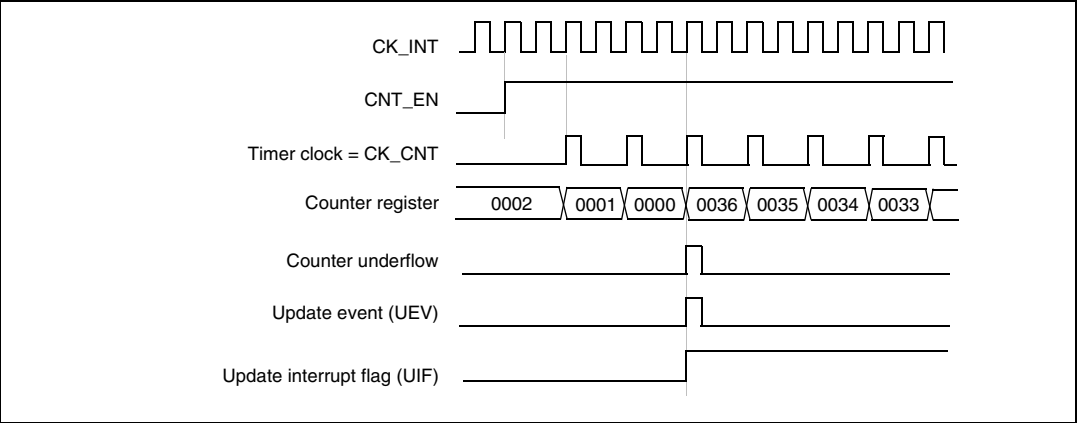 CK_INT
CNT_EN
Timer clock = CK_CNT
Counter register 0002 0001 0000 0036 0035 0034 0033
Counter underflow
Update event (UEV)
Update interrupt flag (UIF)